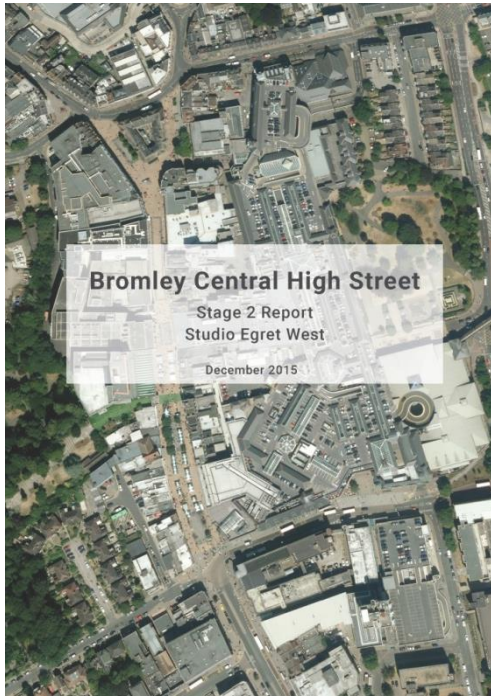 Bromley Central High Street
Stage 2 Report
Studio Egret West
December 2015